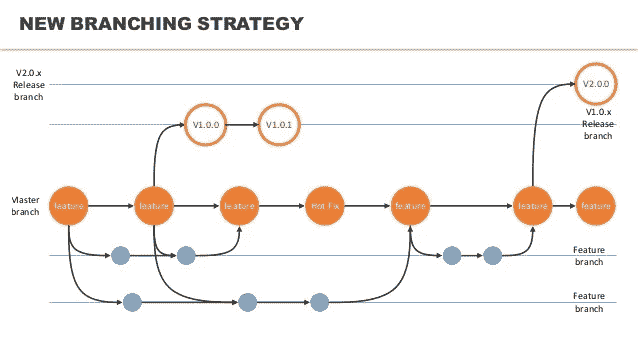 NEW BRANCHING STRATEGY
V2.0.x
Release
branch
V2.0.0
V1.0.x
Release
branch
V1.0.0
V1.0.1
Master
branch
feature
feature
feature
Hot Fix
feature
feature
feature
Feature
branch
Feature
branch